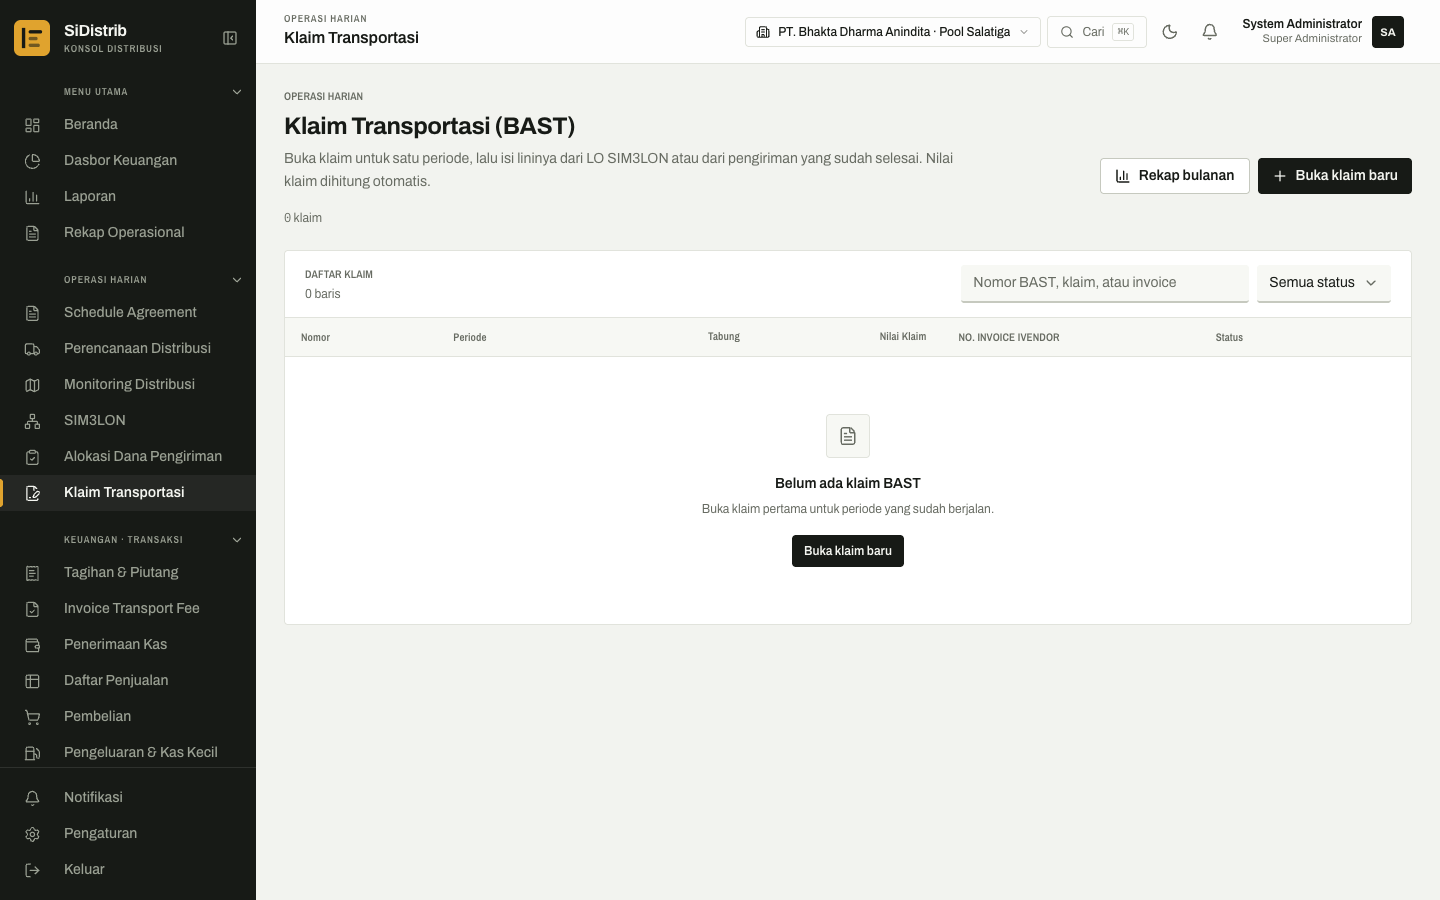 SiDistrib
KONSOL DISTRIBUSI
MENU UTAMA
Beranda
Dasbor Keuangan
Laporan
Rekap Operasional
OPERASI HARIAN
Schedule Agreement
Perencanaan Distribusi
Monitoring Distribusi
SIM3LON
Alokasi Dana Pengiriman
Klaim Transportasi
KEUANGAN · TRANSAKSI
Tagihan & Piutang
Invoice Transport Fee
Penerimaan Kas
Daftar Penjualan
Pembelian
Pengeluaran & Kas Kecil
Notifikasi
Pengaturan
Keluar
OPERASI HARIAN
Klaim Transportasi
PT. Bhakta Dharma Anindita · Pool Salatiga
Cari ⌘K
System Administrator
Super Administrator
SA
OPERASI HARIAN
Klaim Transportasi (BAST)
Buka klaim untuk satu periode, lalu isi lininya dari LO SIM3LON atau dari pengiriman yang sudah selesai. Nilai
klaim dihitung otomatis.
0 klaim
Rekap bulanan
Buka klaim baru
DAFTAR KLAIM
0 baris
Nomor BAST, klaim, atau invoice
Semua status
Nomor Periode Tabung Nilai Klaim NO. INVOICE IVENDOR Status
Belum ada klaim BAST
Buka klaim pertama untuk periode yang sudah berjalan.
Buka klaim baru